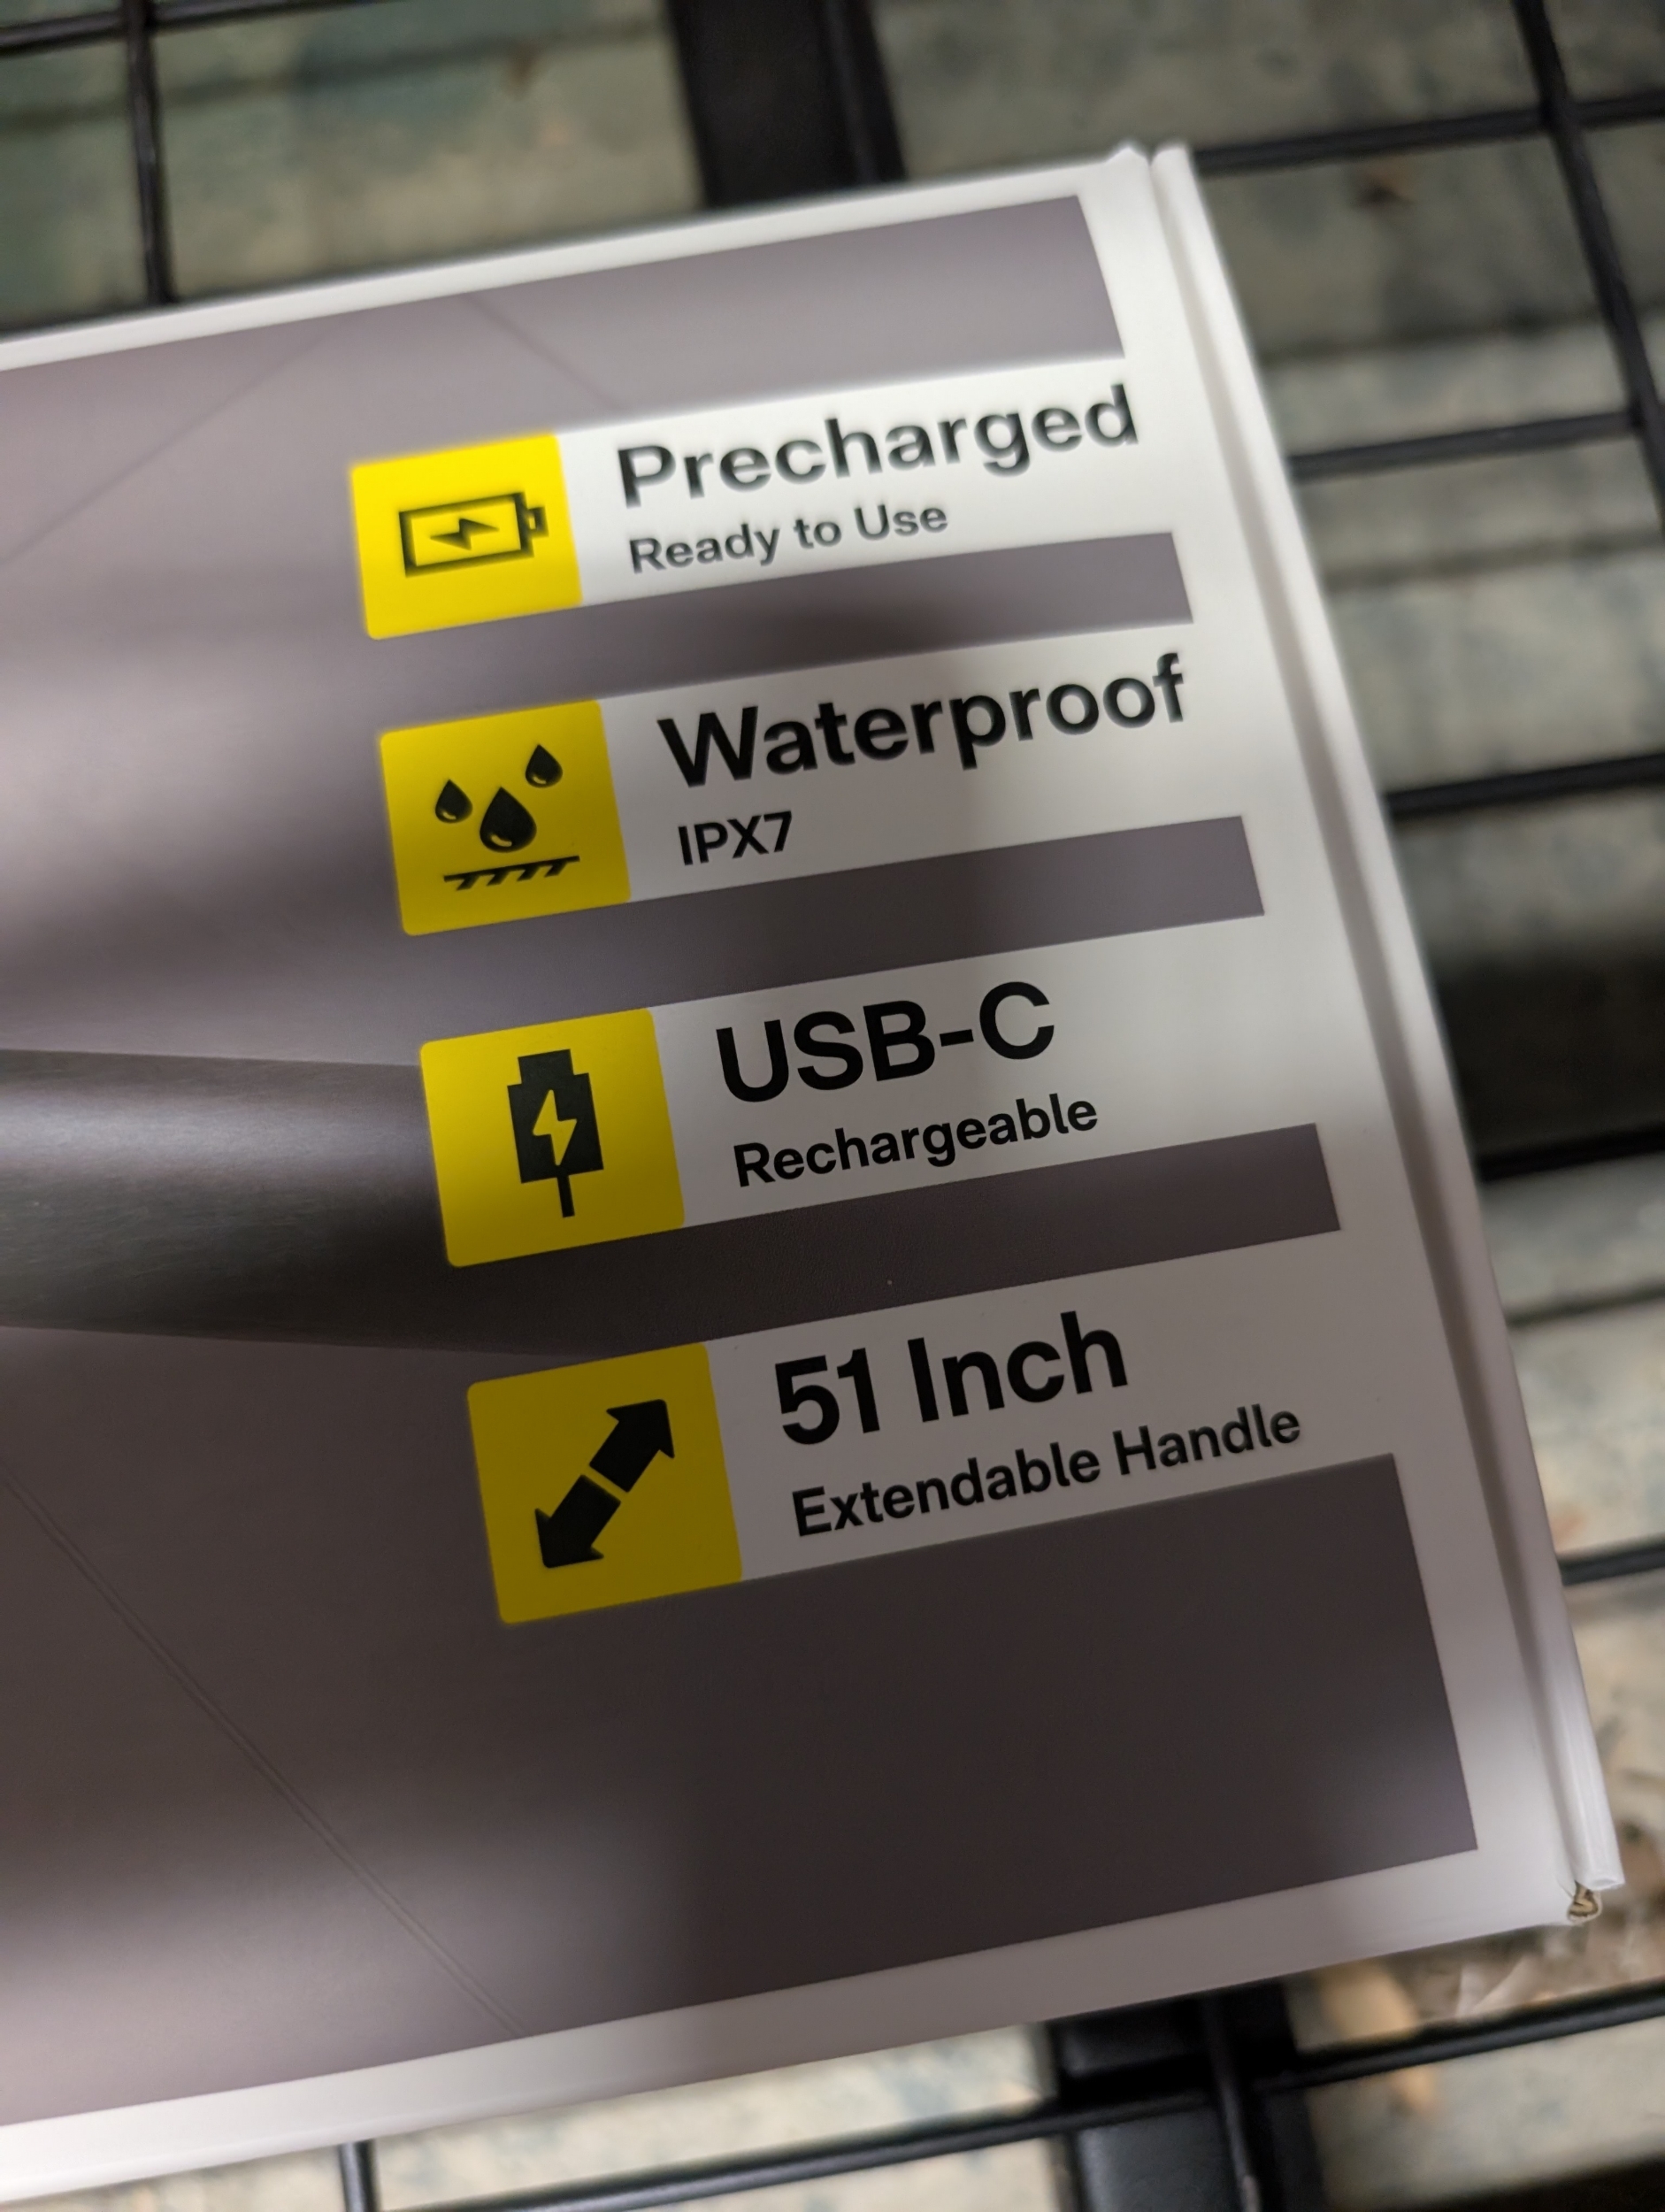 Precharged
Ready to Use
Waterproof
IPX7
USB-C
Rechargeable
51 Inch
Extendable Handle